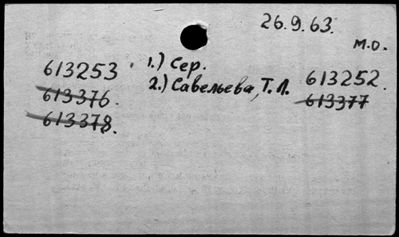 26.9.63.
М.О.
613253 1.) Сер.
2.) Савельева, Т. Л. 613252.
613376. 613377
613378.